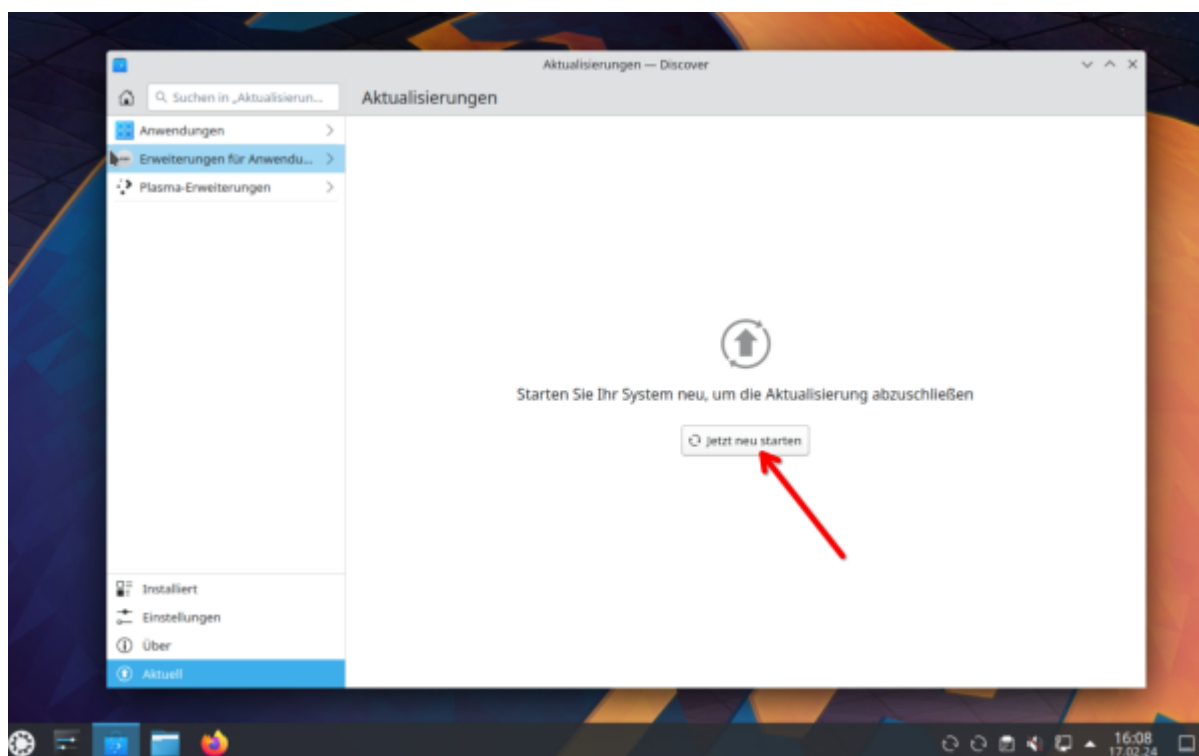 Aktualisierungen — Discover
Suchen in „Aktualisierun...
Aktualisierungen
Anwendungen
Erweiterungen für Anwendu...
Plasma-Erweiterungen
Starten Sie Ihr System neu, um die Aktualisierung abzuschließen
Jetzt neu starten
Installiert
Einstellungen
Über
Aktuell
16:08
17.02.24